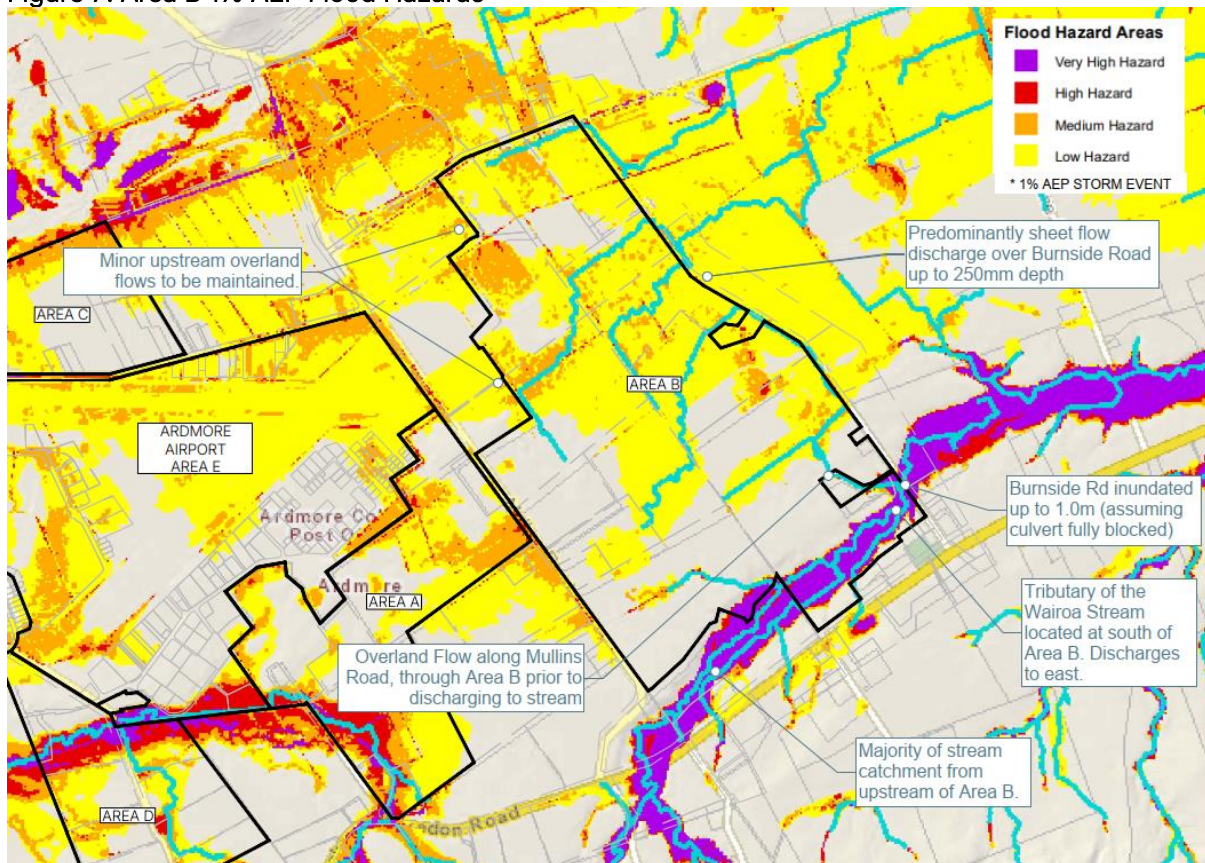 Flood Hazard Areas
Very High Hazard
High Hazard
Medium Hazard
Low Hazard
* 1% AEP STORM EVENT
Minor upstream overland
flows to be maintained.
Predominantly sheet flow
discharge over Burnside Road
up to 250mm depth
AREA C
AREA B
ARDMORE
AIRPORT
AREA E
Burnside Rd inundated
up to 1.0m (assuming
culvert fully blocked)
Ardmore Co
Post O
Ardmore
AREA A
Tributary of the
Wairoa Stream
located at south of
Area B. Discharges
to east.
Overland Flow along Mullins
Road, through Area B prior to
discharging to stream
Majority of stream
catchment from
upstream of Area B.
AREA D
Road